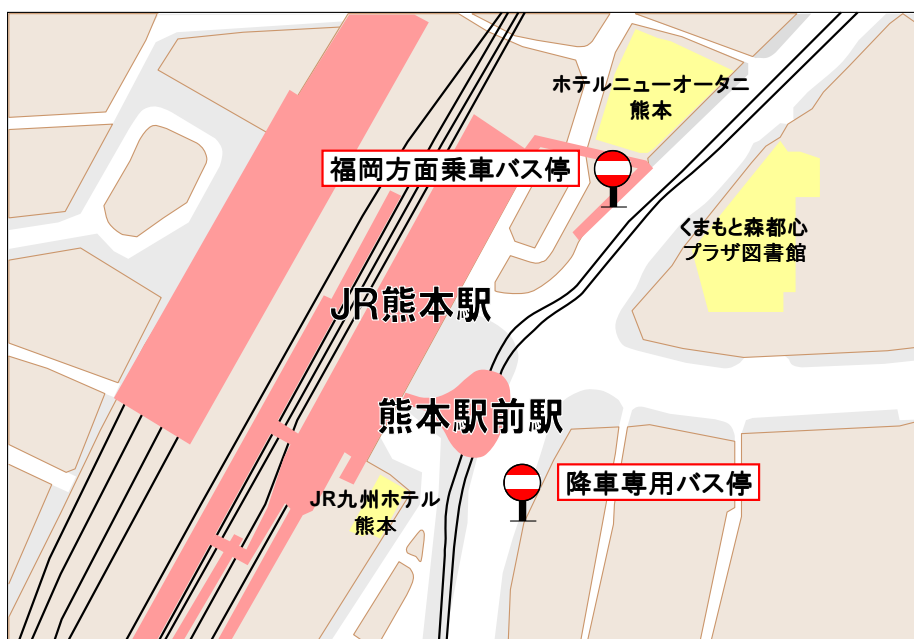 ホテルニューオータニ
熊本
福岡方面乗車バス停
くまもと森都心
プラザ図書館
JR熊本駅
熊本駅前駅
降車専用バス停
JR九州ホテル
熊本